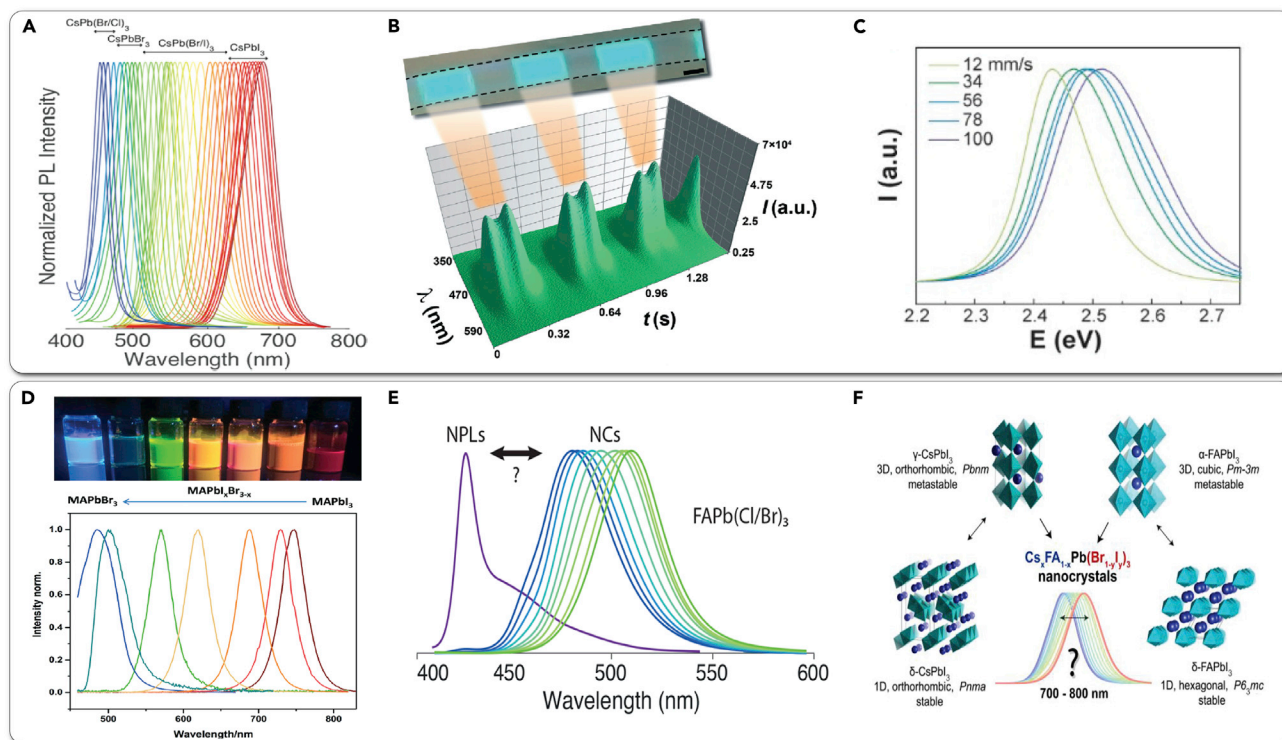 A
CsPb(Br/Cl)₃
CsPbBr₃
CsPb(Br/I)₃
CsPbI₃
Normalized PL Intensity
400 500 600 700 800
Wavelength (nm)
B
7×10⁴
4.75
2.5
0.25
I (a.u.)
350
470
590
λ (nm)
0
0.32
0.64
0.96
1.28
t (s)
C
12 mm/s
34
56
78
100
I (a.u.)
2.2 2.3 2.4 2.5 2.6 2.7
E (eV)
D
MAPbBr₃
MAPbIₓBr₃₋ₓ
MAPbI₃
Intensity norm.
1.0
0.8
0.6
0.4
0.2
0.0
500 600 700 800
Wavelength/nm
E
NPLs
NCs
?
FAPb(Cl/Br)₃
400 450 500 550 600
Wavelength (nm)
F
γ-CsPbI₃
3D, orthorhombic, Pbnm
metastable
α-FAPbI₃
3D, cubic, Pm-3m
metastable
CsₓFA₁₋ₓPb(Br₁₋ᵧIᵧ)₃
nanocrystals
?
700 - 800 nm
δ-CsPbI₃
1D, orthorhombic, Pnma
stable
δ-FAPbI₃
1D, hexagonal, P6₃mc
stable